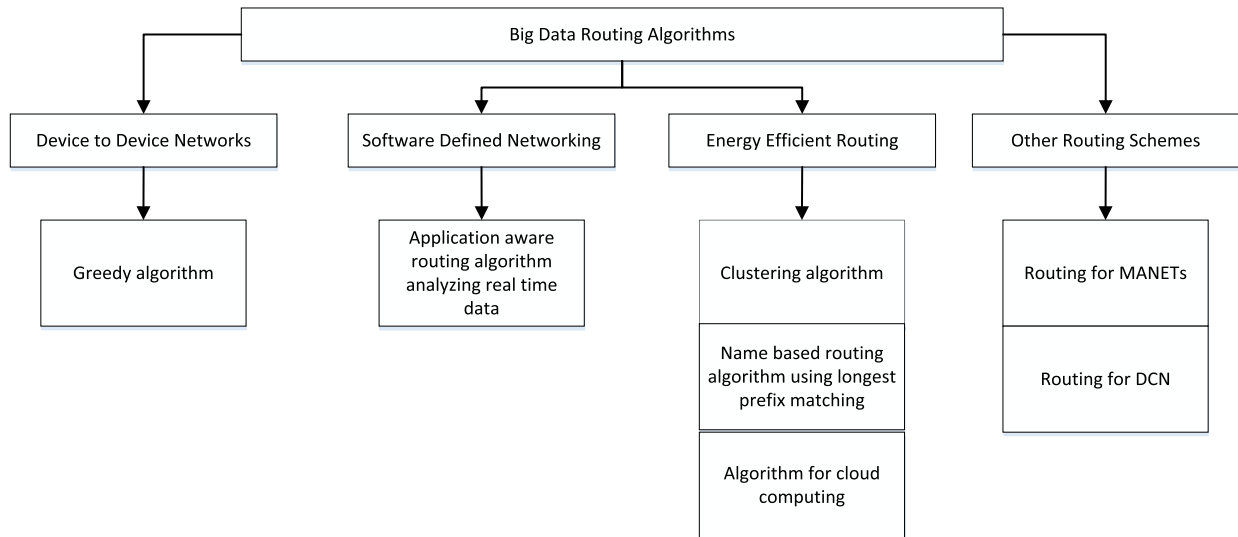 Big Data Routing Algorithms
Device to Device Networks
Software Defined Networking
Energy Efficient Routing
Other Routing Schemes
Greedy algorithm
Application aware
routing algorithm
analyzing real time
data
Clustering algorithm
Routing for MANETs
Name based routing
algorithm using longest
prefix matching
Routing for DCN
Algorithm for cloud
computing